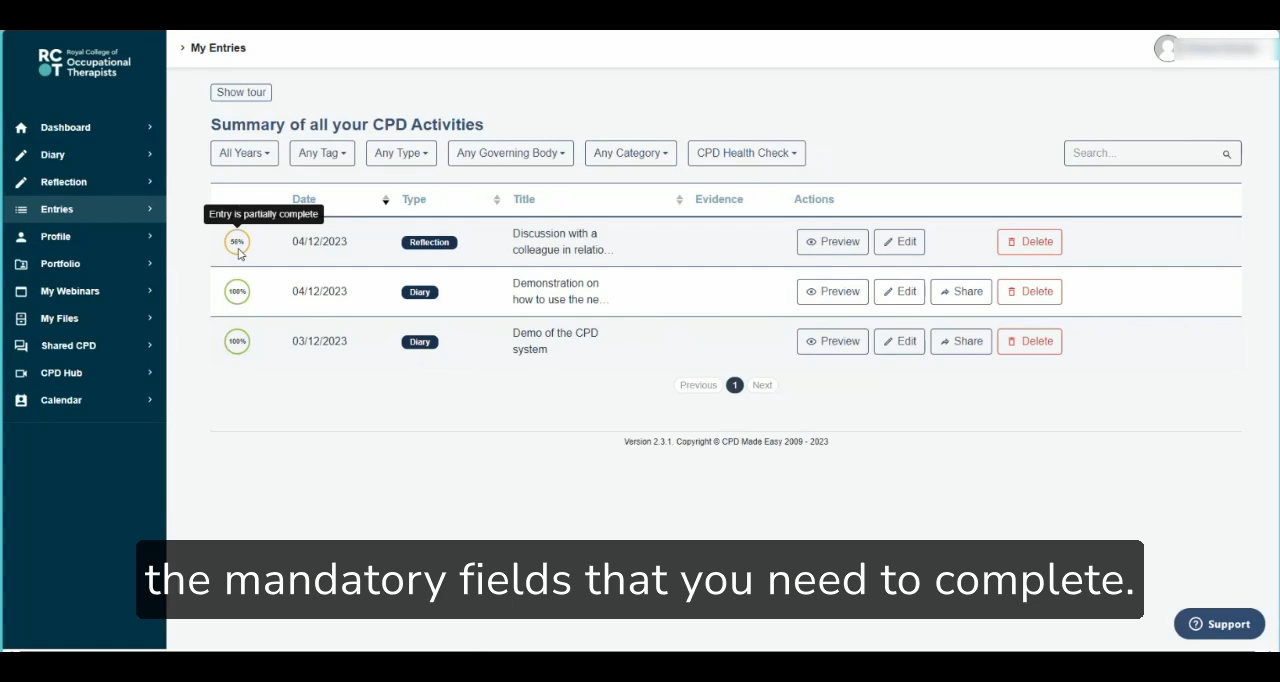 RCOT Royal College of
Occupational
Therapists
› My Entries
Dashboard
Diary
Reflection
Entries
Profile
Portfolio
My Webinars
My Files
Shared CPD
CPD Hub
Calendar
Show tour
Summary of all your CPD Activities
All Years Any Tag Any Type Any Governing Body Any Category CPD Health Check Search...
Date Type Title Evidence Actions
Entry is partially complete
04/12/2023 Reflection Discussion with a
colleague in relatio... Preview Edit Delete
100% 04/12/2023 Diary Demonstration on
how to use the ne... Preview Edit Share Delete
100% 03/12/2023 Diary Demo of the CPD
system Preview Edit Share Delete
Previous 1 Next
Version 2.3.1. Copyright © CPD Made Easy 2009 - 2023
the mandatory fields that you need to complete.
Support